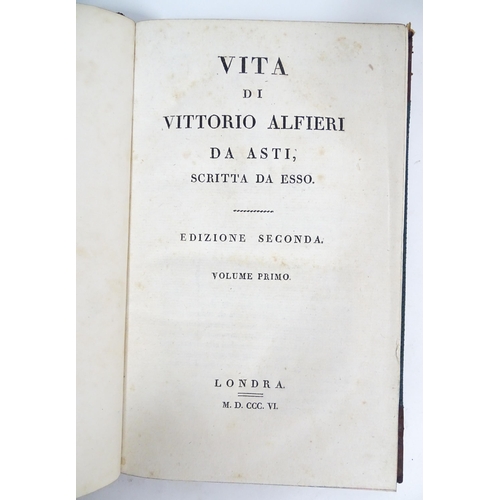 VITA
DI
VITTORIO ALFIERI
DA ASTI,
SCRITTA DA ESSO.
EDIZIONE SECONDA.
VOLUME PRIMO.
LONDRA.
M. D. CCC. VI.